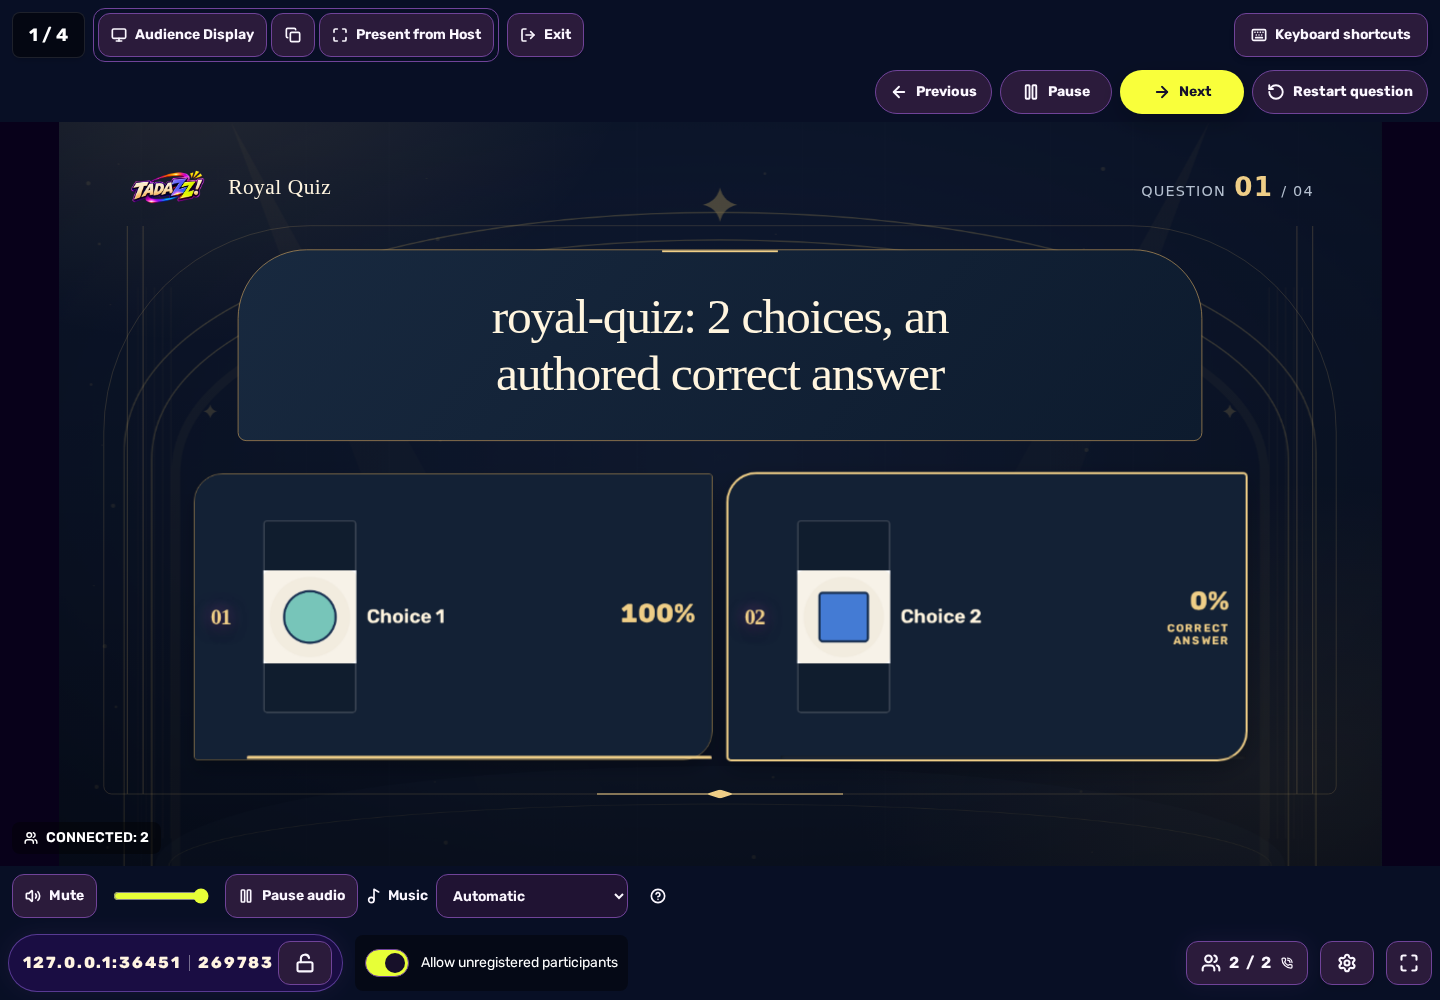 1 / 4
Audience Display
Present from Host
Exit
Keyboard shortcuts
Previous
Pause
Next
Restart question
TADAZZ!
Royal Quiz
QUESTION 01 / 04
royal-quiz: 2 choices, an
authored correct answer
01
Choice 1
100%
02
Choice 2
0%
CORRECT
ANSWER
CONNECTED: 2
Mute
Pause audio
Music
Automatic
127.0.0.1:36451
269783
Allow unregistered participants
2 / 2